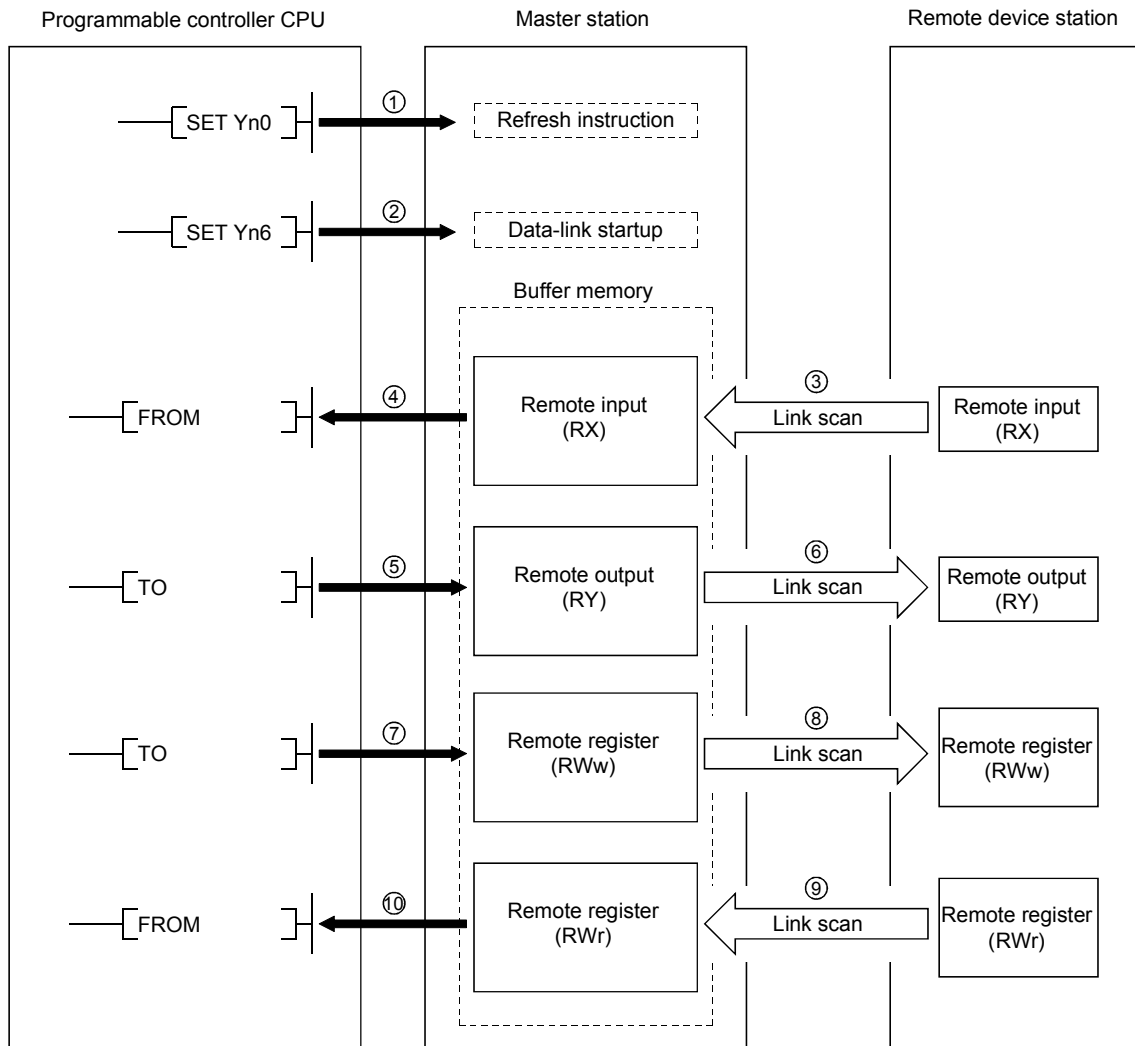 Programmable controller CPU
Master station
Remote device station
SET Yn0
①
Refresh instruction
SET Yn6
②
Data-link startup
Buffer memory
FROM
④
Remote input
(RX)
③
Link scan
Remote input
(RX)
TO
⑤
Remote output
(RY)
⑥
Link scan
Remote output
(RY)
TO
⑦
Remote register
(RWw)
⑧
Link scan
Remote register
(RWw)
FROM
⑩
Remote register
(RWr)
⑨
Link scan
Remote register
(RWr)